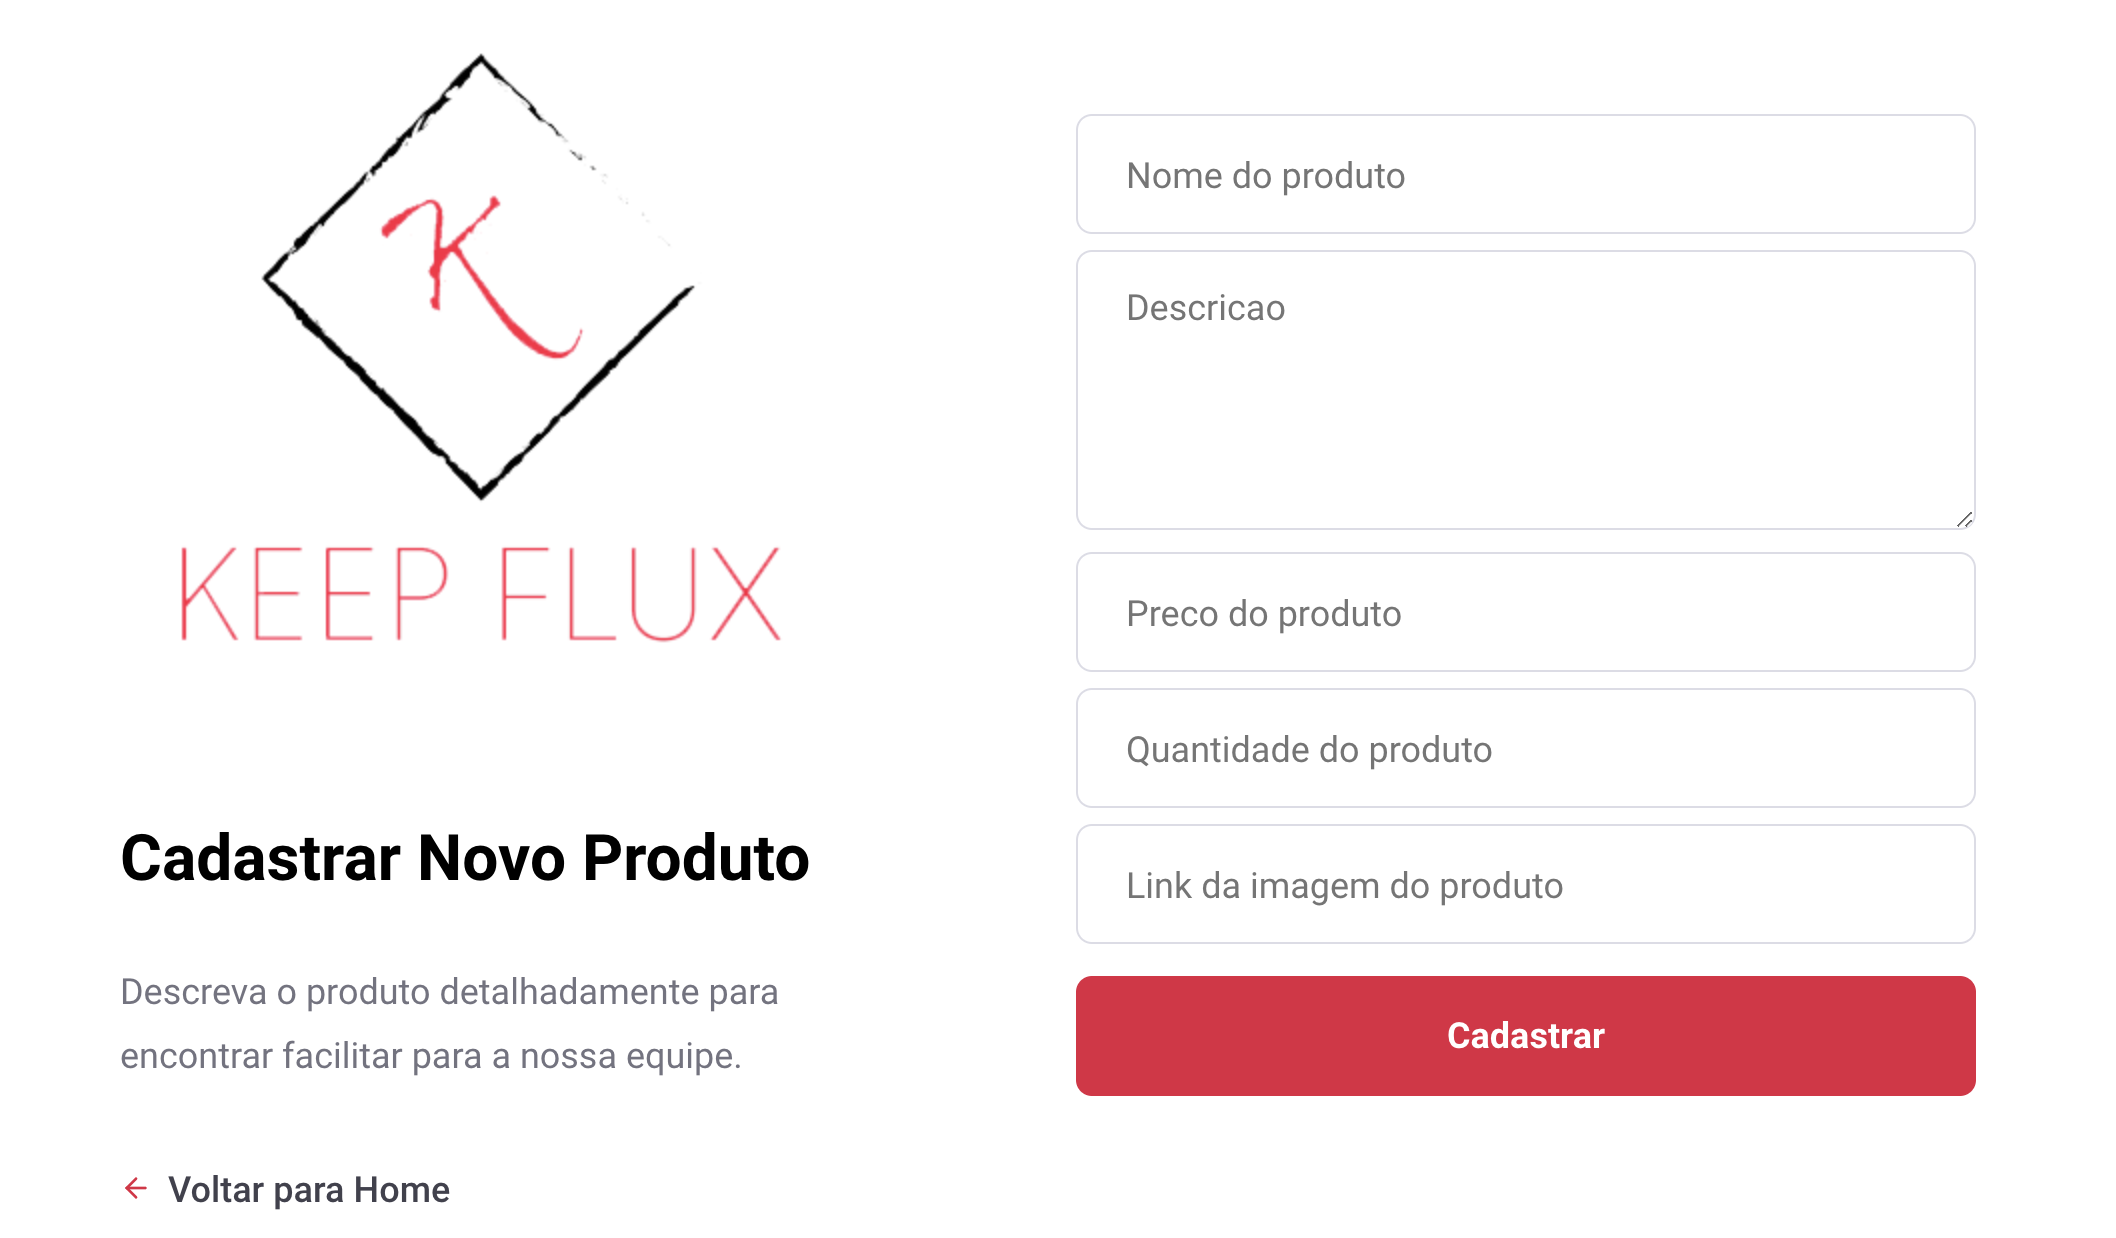 K
KEEP FLUX
Cadastrar Novo Produto
Descreva o produto detalhadamente para
encontrar facilitar para a nossa equipe.
Voltar para Home
Nome do produto
Descricao
Preco do produto
Quantidade do produto
Link da imagem do produto
Cadastrar